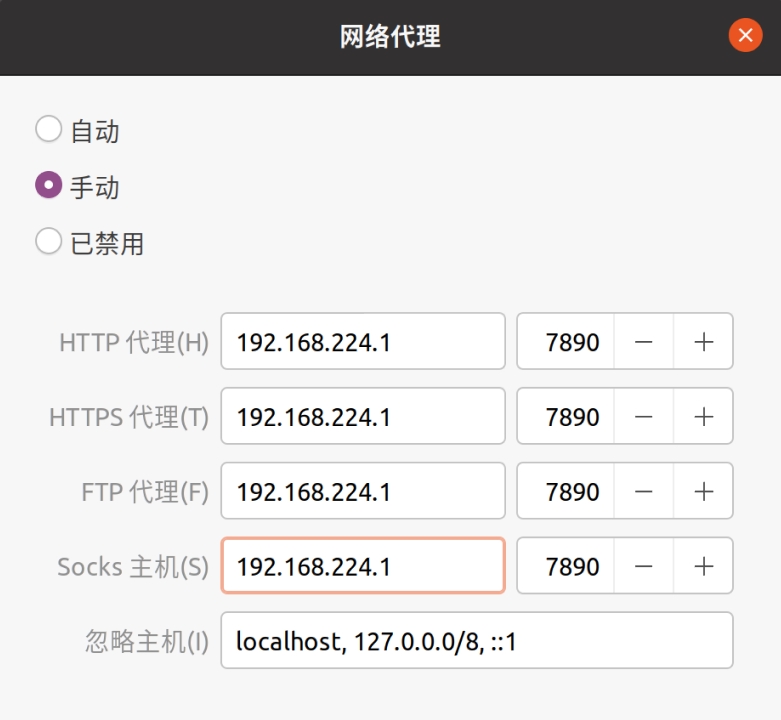 网络代理
自动
手动
已禁用
HTTP 代理(H) 192.168.224.1 7890 − +
HTTPS 代理(T) 192.168.224.1 7890 − +
FTP 代理(F) 192.168.224.1 7890 − +
Socks 主机(S) 192.168.224.1 7890 − +
忽略主机(I) localhost, 127.0.0.0/8, ::1